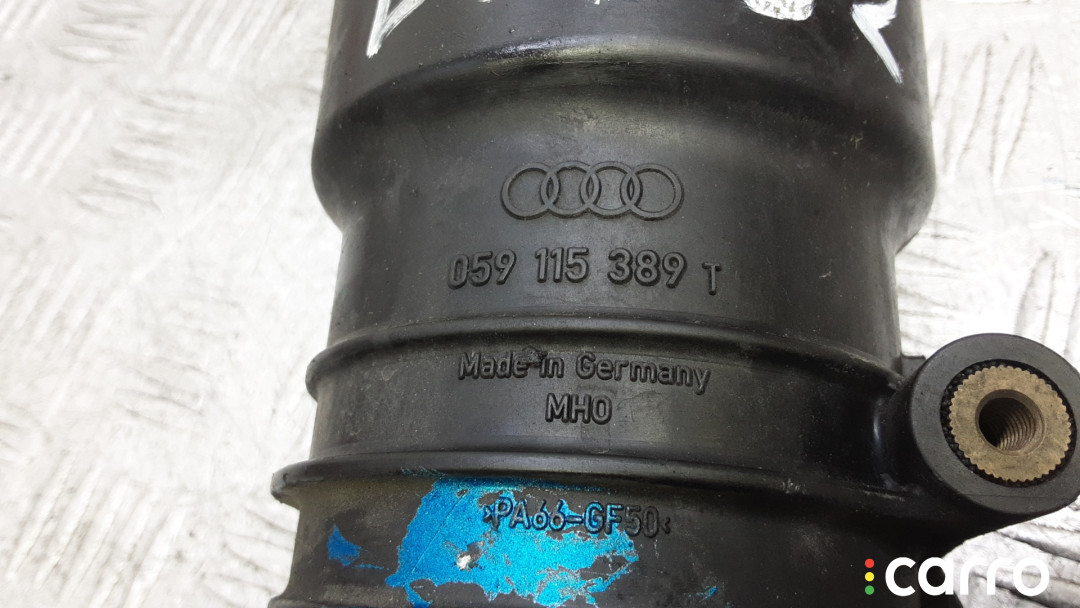 059 115 389 T
Made in Germany
MHO
>PA66-GF50<
carro